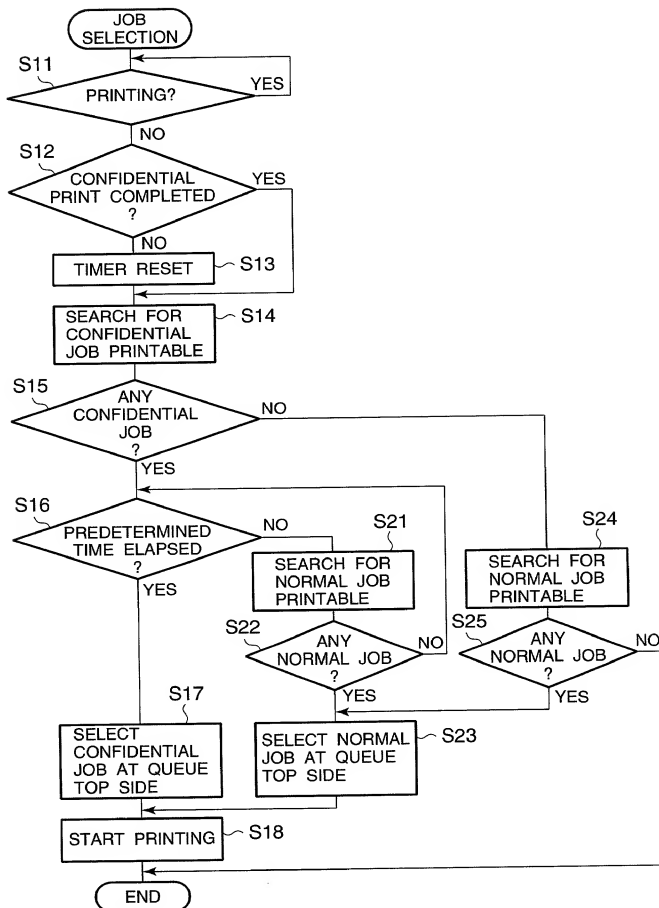 JOB
SELECTION
S11
PRINTING?
YES
NO
S12
CONFIDENTIAL
PRINT COMPLETED
?
YES
NO
TIMER RESET
S13
SEARCH FOR
CONFIDENTIAL
JOB PRINTABLE
S14
S15
ANY
CONFIDENTIAL
JOB
?
NO
YES
S16
PREDETERMINED
TIME ELAPSED
?
NO
YES
S21
SEARCH FOR
NORMAL JOB
PRINTABLE
S24
SEARCH FOR
NORMAL JOB
PRINTABLE
S22
ANY
NORMAL JOB
?
NO
YES
S25
ANY
NORMAL JOB
?
NO
YES
S17
SELECT
CONFIDENTIAL
JOB AT QUEUE
TOP SIDE
SELECT NORMAL
JOB AT QUEUE
TOP SIDE
S23
START PRINTING
S18
END